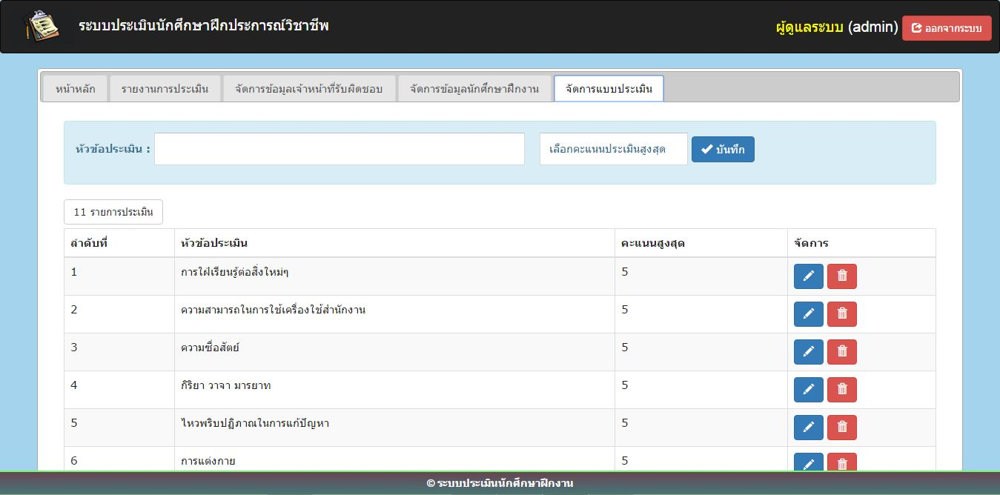 ระบบประเมินนักศึกษาฝึกประการณ์วิชาชีพ
ผู้ดูแลระบบ (admin) ออกจากระบบ
หน้าหลัก รายงานการประเมิน จัดการข้อมูลเจ้าหน้าที่รับผิดชอบ จัดการข้อมูลนักศึกษาฝึกงาน จัดการแบบประเมิน
หัวข้อประเมิน : เลือกคะแนนประเมินสูงสุด บันทึก
11 รายการประเมิน
ลำดับที่ หัวข้อประเมิน คะแนนสูงสุด จัดการ
1 การใฝ่เรียนรู้ต่อสิ่งใหม่ๆ 5
2 ความสามารถในการใช้เครื่องใช้สำนักงาน 5
3 ความซื่อสัตย์ 5
4 กิริยา วาจา มารยาท 5
5 ไหวพริบปฏิภาณในการแก้ปัญหา 5
6 การแต่งกาย 5
© ระบบประเมินนักศึกษาฝึกงาน